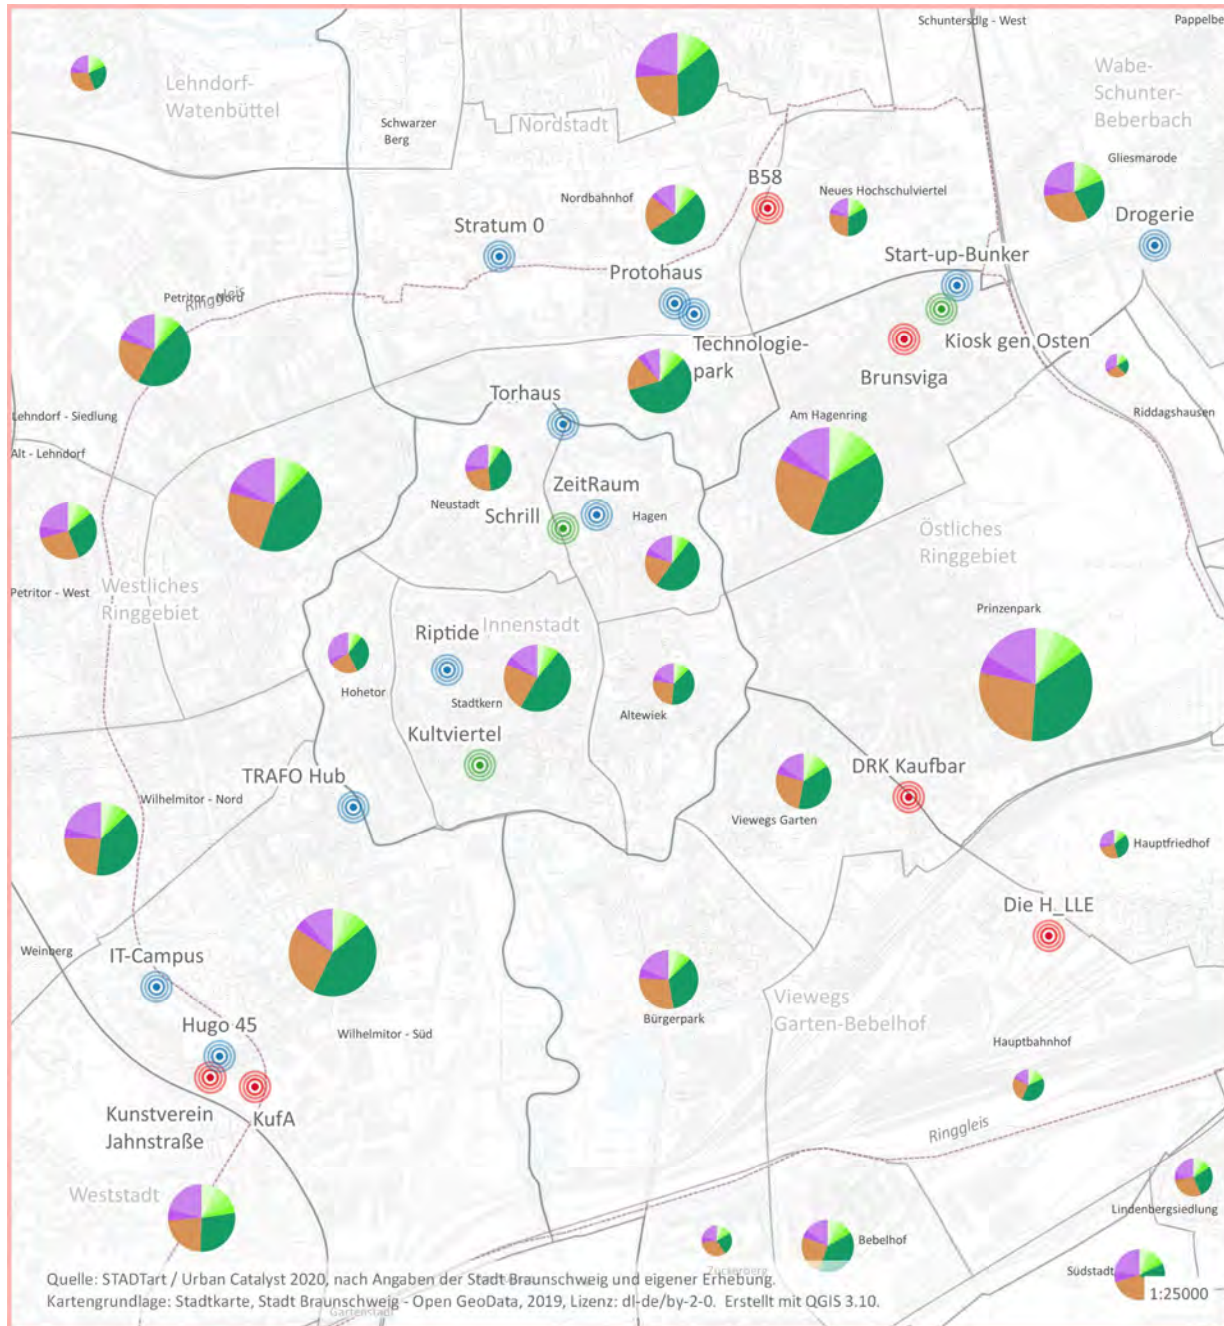 Schuntersdlg - West
Pappelbe
Lehndorf-
Watenbüttel
Wabe-
Schunter-
Beberbach
Schwarzer
Berg
Nordstadt
Gliesmarode
B58
Nordbahnhof
Neues Hochschulviertel
Drogerie
Stratum 0
Start-up-Bunker
Protohaus
Petritor - Nord
Ringgleis
Kiosk gen Osten
Technologie-
park
Brunsviga
Torhaus
Riddagshausen
Lehndorf - Siedlung
Am Hagenring
Alt - Lehndorf
ZeitRaum
Neustadt
Schrill
Hagen
Östliches
Ringgebiet
Petritor - West
Westliches
Ringgebiet
Prinzenpark
Riptide
Innenstadt
Hohetor
Stadtkern
Altewiek
Kultviertel
TRAFO Hub
DRK Kaufbar
Wilhelmitor - Nord
Viewegs Garten
Hauptfriedhof
Die H_LLE
Weinberg
IT-Campus
Viewegs
Garten-Bebelhof
Bürgerpark
Hugo 45
Wilhelmitor - Süd
Hauptbahnhof
Kunstverein
Jahnstraße
KufA
Ringgleis
Weststadt
Lindenbergsiedlung
Bebelhof
Zuckerberg
Südstadt
Quelle: STADTart / Urban Catalyst 2020, nach Angaben der Stadt Braunschweig und eigener Erhebung.
Kartengrundlage: Stadtkarte, Stadt Braunschweig - Open GeoData, 2019, Lizenz: dl-de/by-2-0. Erstellt mit QGIS 3.10.
1:25000
Gartenstadt